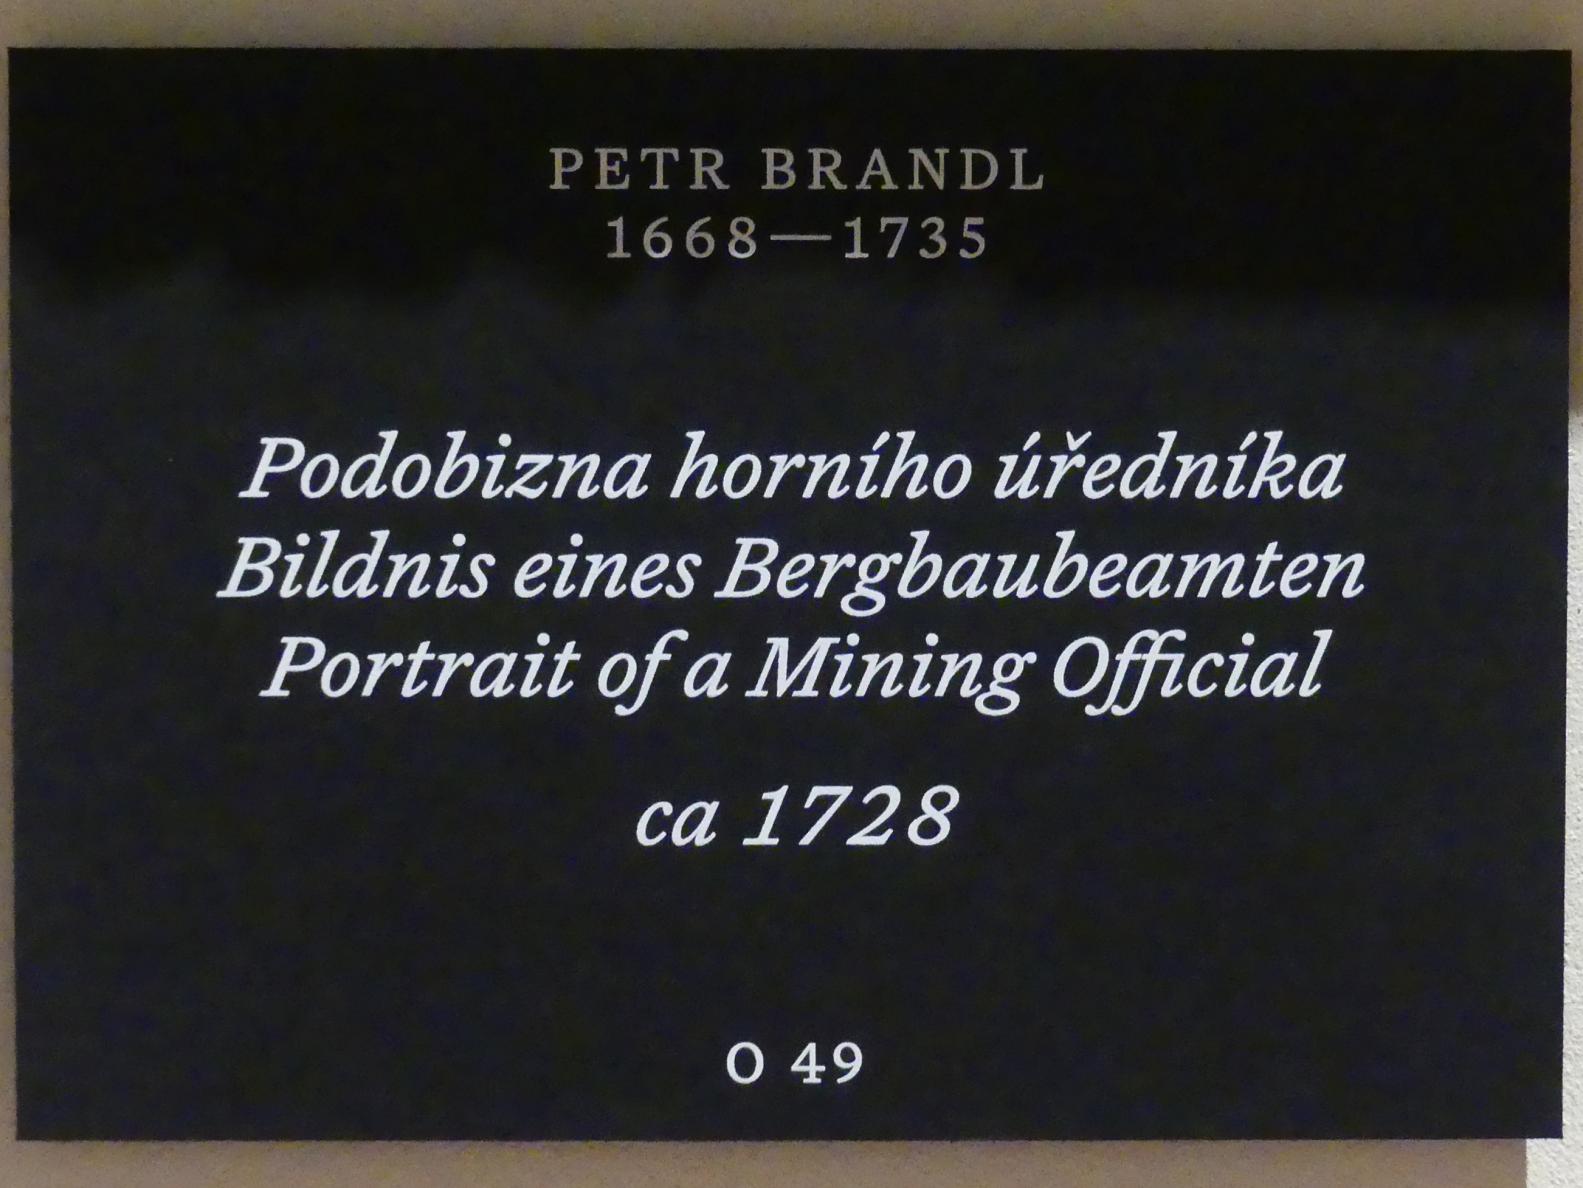 PETR BRANDL
1668—1735
Podobizna horního úředníka
Bildnis eines Bergbaubeamten
Portrait of a Mining Official
ca 1728
O 49